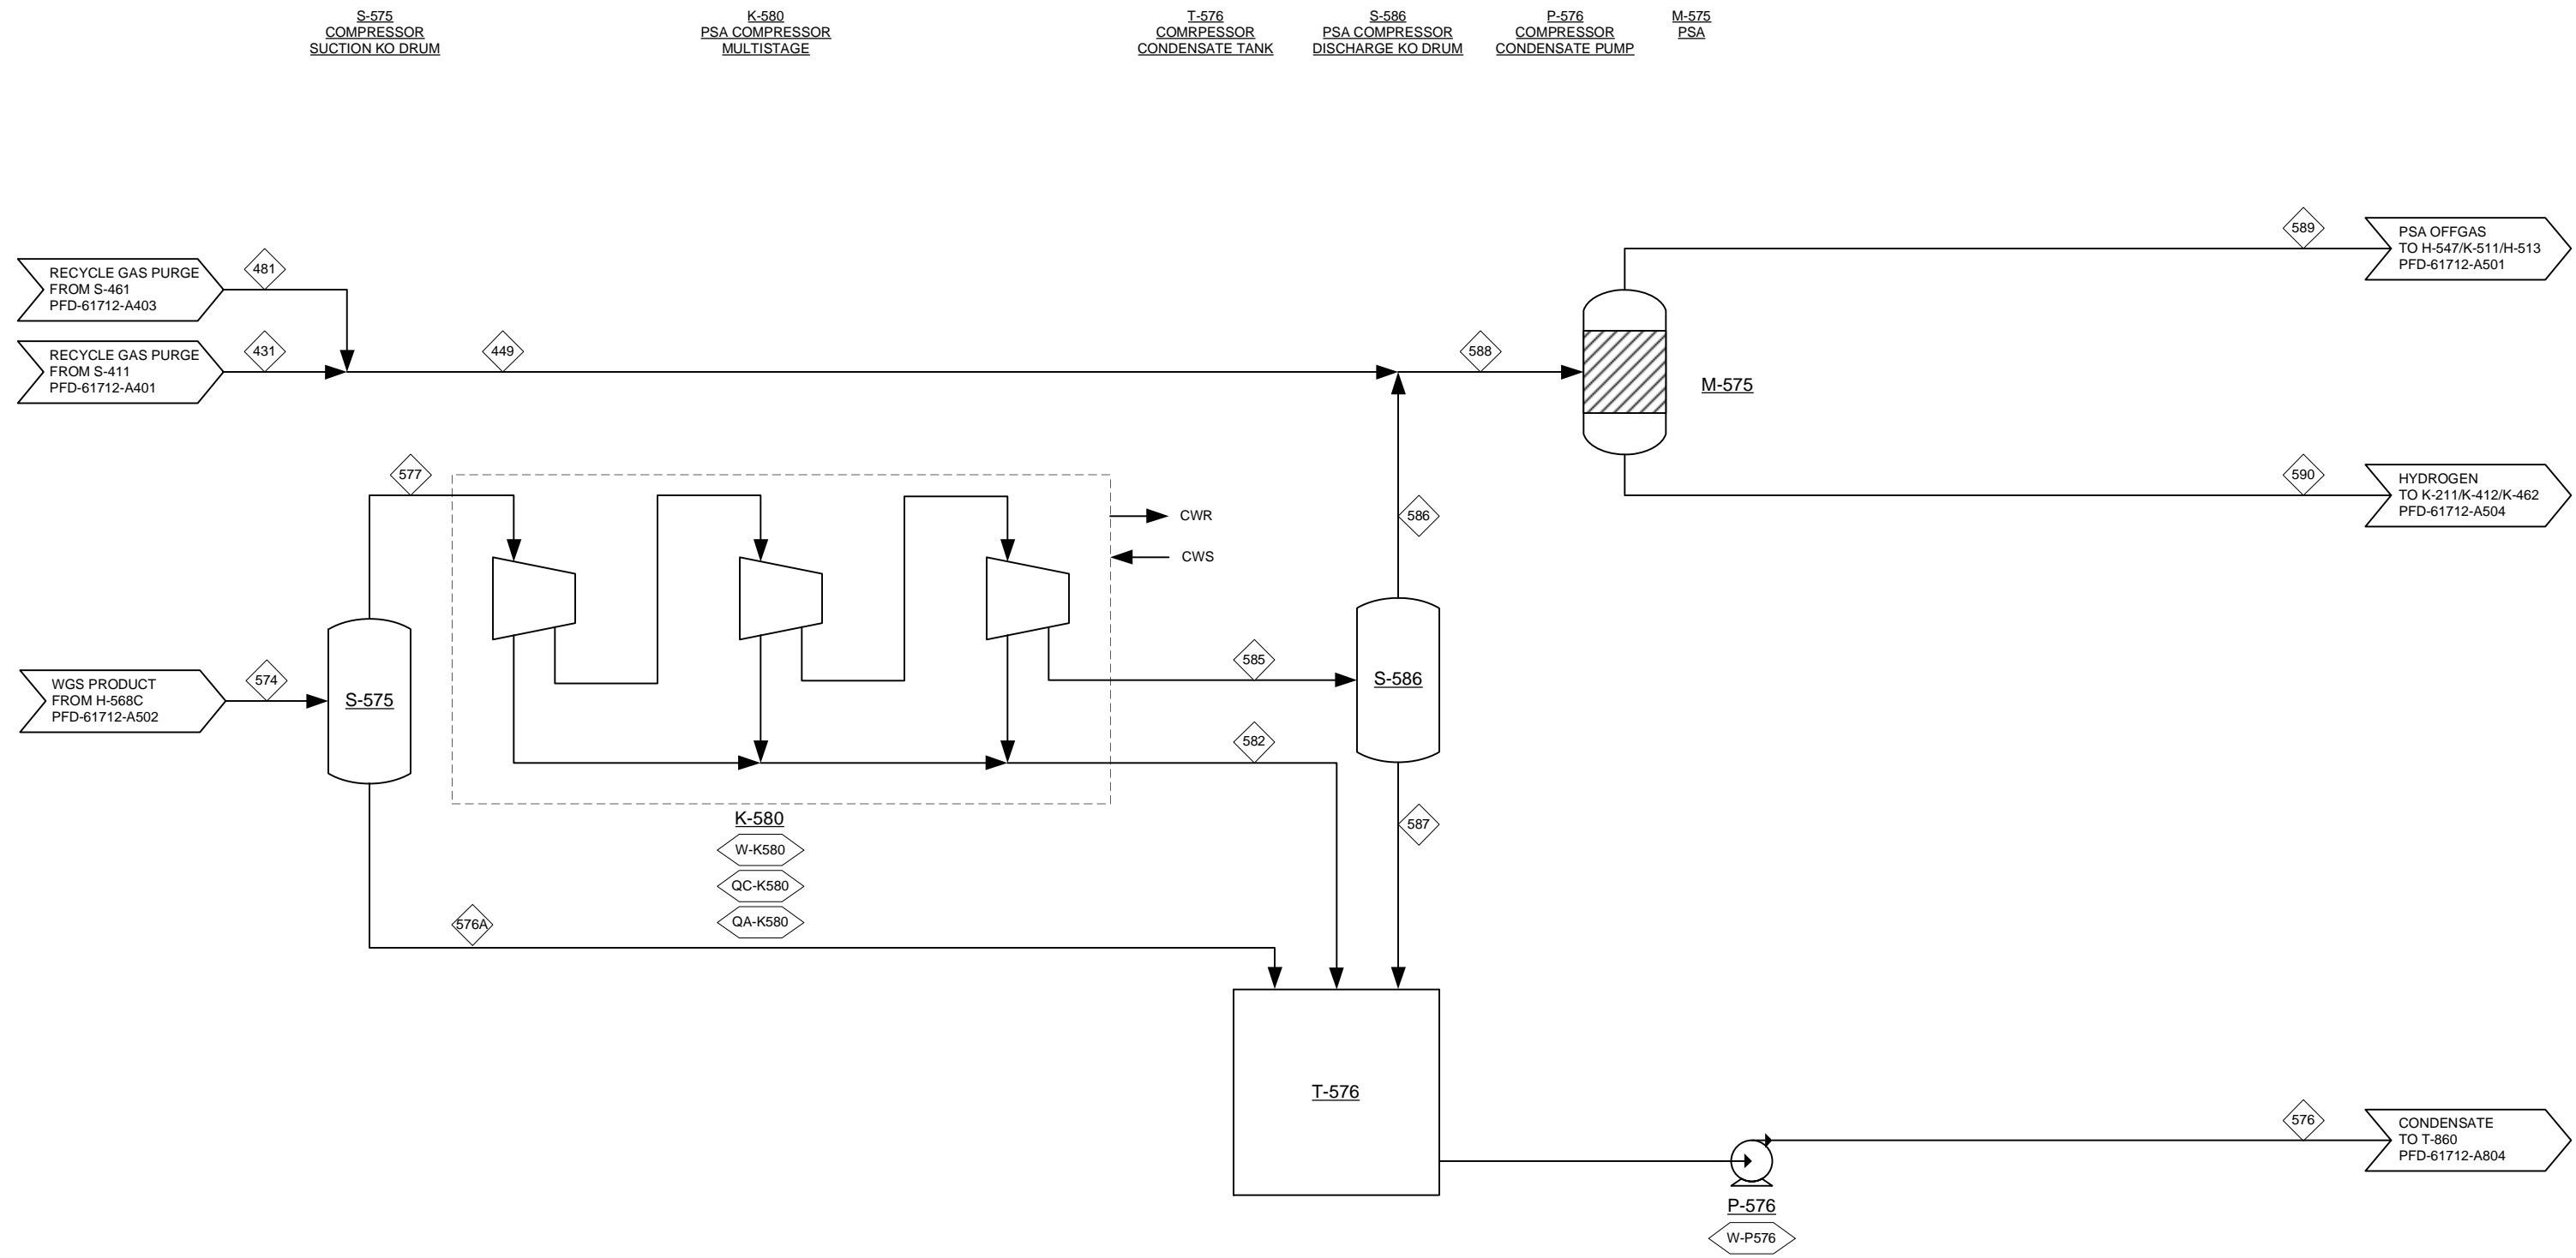 S-575
COMPRESSOR
SUCTION KO DRUM
K-580
PSA COMPRESSOR
MULTISTAGE
T-576
COMRPESSOR
CONDENSATE TANK
S-586
PSA COMPRESSOR
DISCHARGE KO DRUM
P-576
COMPRESSOR
CONDENSATE PUMP
M-575
PSA
589
PSA OFFGAS
TO H-547/K-511/H-513
PFD-61712-A501
481
RECYCLE GAS PURGE
FROM S-461
PFD-61712-A403
431
RECYCLE GAS PURGE
FROM S-411
PFD-61712-A401
449
588
M-575
577
590
HYDROGEN
TO K-211/K-412/K-462
PFD-61712-A504
CWR
586
CWS
574
WGS PRODUCT
FROM H-568C
PFD-61712-A502
S-575
585
S-586
582
K-580
587
W-K580
QC-K580
QA-K580
576A
T-576
576
CONDENSATE
TO T-860
PFD-61712-A804
P-576
W-P576